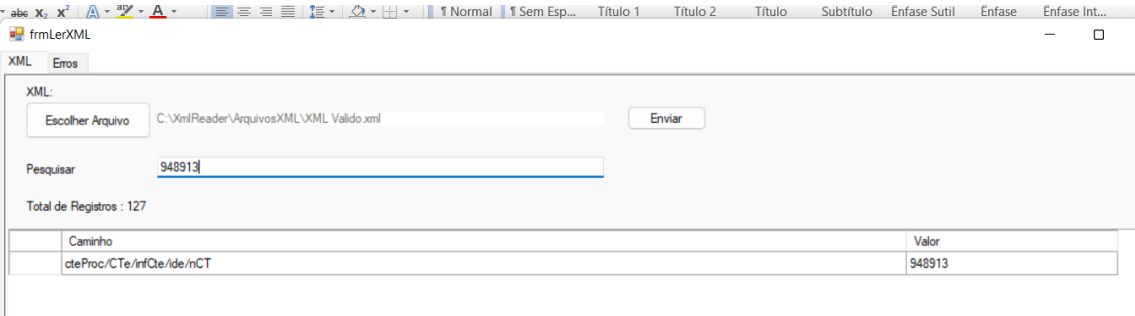 abc X₂ X² A aby A ¶ Normal ¶ Sem Esp... Título 1 Título 2 Título Subtítulo Ênfase Sutil Ênfase Ênfase Int...
frmLerXML
XML Erros
XML:
Escolher Arquivo C:\XmlReader\ArquivosXML\XML Valido.xml Enviar
Pesquisar 948913
Total de Registros : 127
Caminho Valor
cteProc/CTe/infCte/ide/nCT 948913